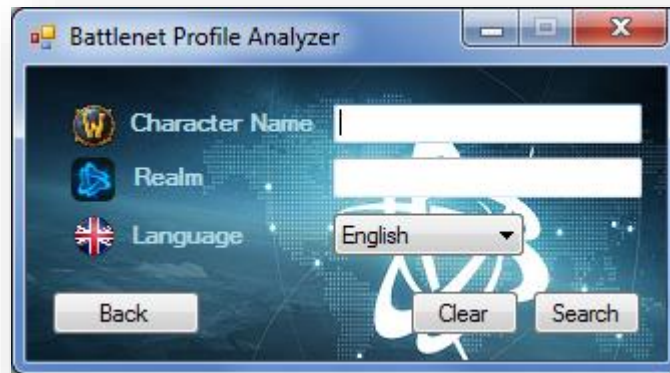 Battlenet Profile Analyzer
Character Name
Realm
Language English
Back Clear Search